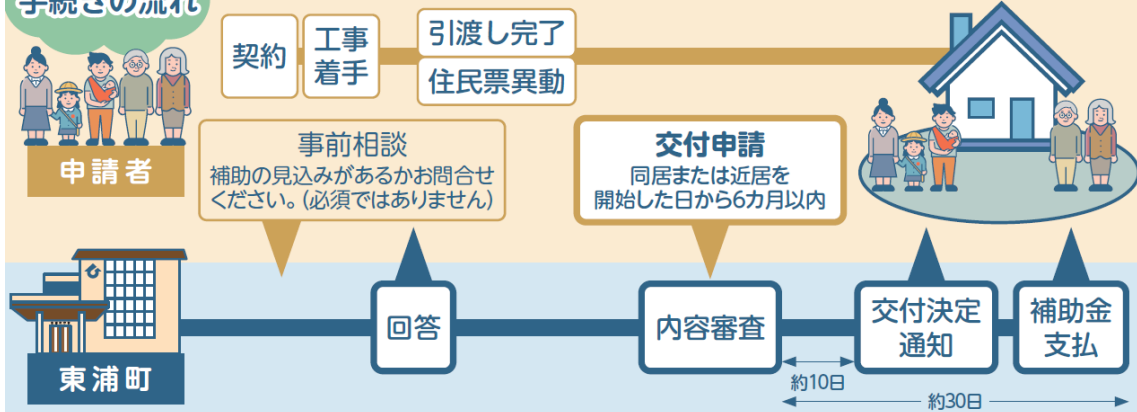 手続きの流れ
契約
工事
着手
引渡し完了
住民票異動
申請者
事前相談
補助の見込みがあるかお問合せ
ください。(必須ではありません)
交付申請
同居または近居を
開始した日から6カ月以内
東浦町
回答
内容審査
交付決定
通知
補助金
支払
約10日
約30日